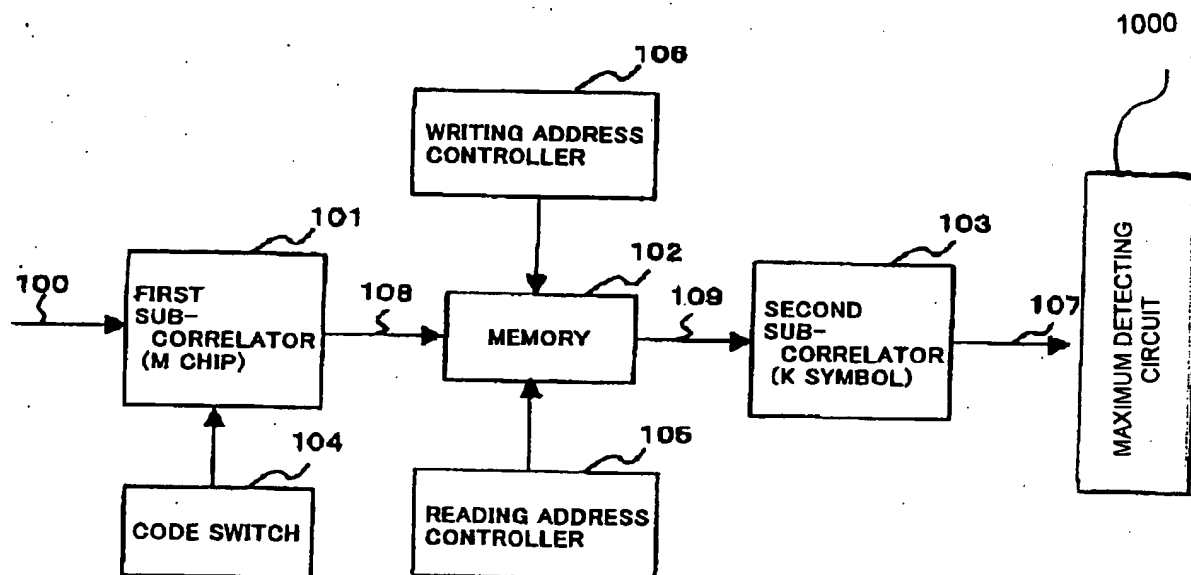 1000
106
WRITING ADDRESS
CONTROLLER
101
102
103
100
FIRST
SUB-
CORRELATOR
(M CHIP)
108
MEMORY
109
SECOND
SUB-
CORRELATOR
(K SYMBOL)
107
MAXIMUM DETECTING
CIRCUIT
104
105
CODE SWITCH
READING ADDRESS
CONTROLLER